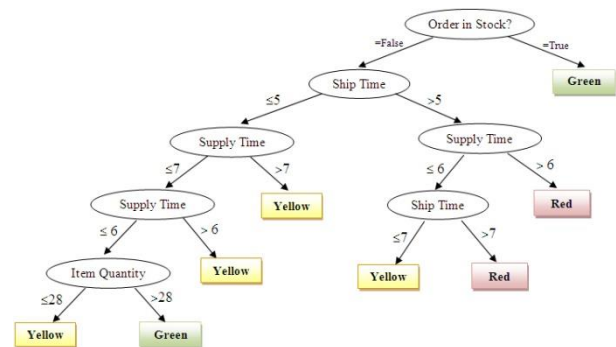 Order in Stock?
=False
=True
Ship Time
Green
≤5
>5
Supply Time
Supply Time
≤7
>7
≤ 6
> 6
Supply Time
Yellow
Ship Time
Red
≤ 6
> 6
≤7
>7
Item Quantity
Yellow
Yellow
Red
≤28
>28
Yellow
Green